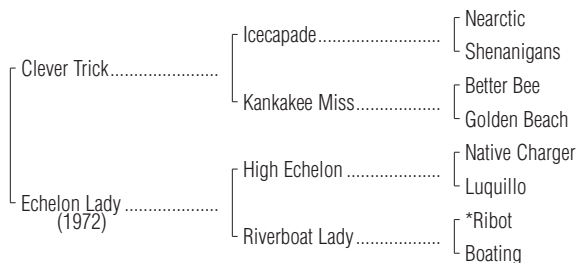 Nearctic
Icecapade
Shenanigans
Clever Trick
Better Bee
Kankakee Miss
Golden Beach
Native Charger
High Echelon
Luquillo
Echelon Lady
(1972)
*Ribot
Riverboat Lady
Boating